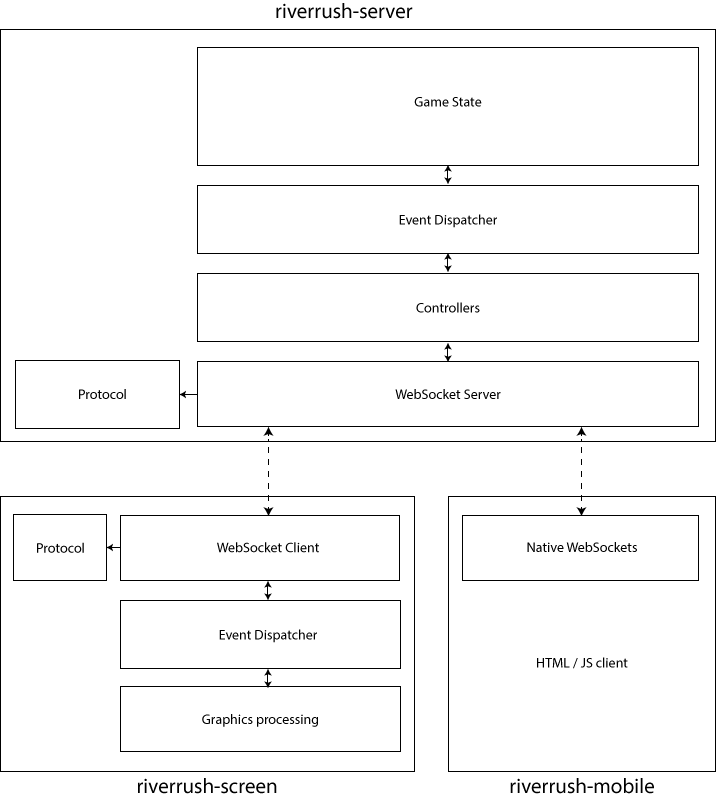 riverrush-server
Game State
Event Dispatcher
Controllers
Protocol
WebSocket Server
Protocol
WebSocket Client
Event Dispatcher
Graphics processing
riverrush-screen
Native WebSockets
HTML / JS client
riverrush-mobile